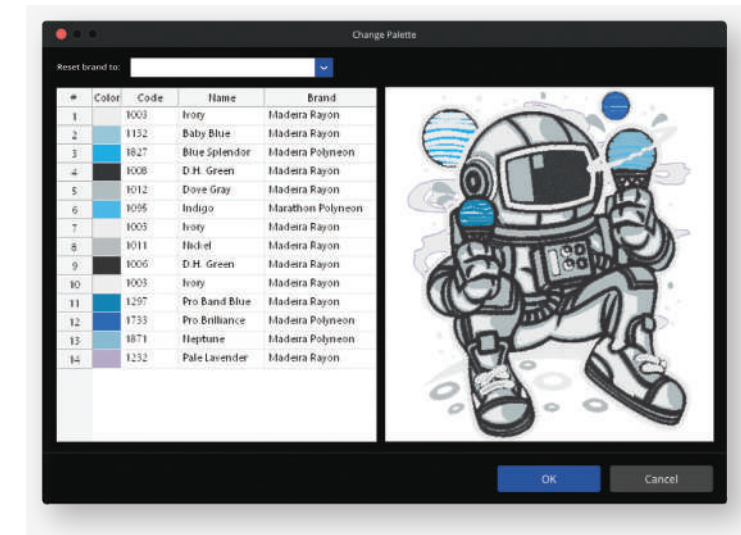 Change Palette
Reset brand to:
# Color Code Name Brand
1 1003 Ivory Madeira Rayon
2 1132 Baby Blue Madeira Rayon
3 1827 Blue Splendor Madeira Polyneon
4 1008 D.H. Green Madeira Rayon
5 1012 Dove Gray Madeira Rayon
6 1095 Indigo Marathon Polyneon
7 1003 Ivory Madeira Rayon
8 1011 Nickel Madeira Rayon
9 1006 D.H. Green Madeira Rayon
10 1003 Ivory Madeira Rayon
11 1297 Pro Band Blue Madeira Rayon
12 1733 Pro Brilliance Madeira Polyneon
13 1871 Neptune Madeira Polyneon
14 1232 Pale Lavender Madeira Rayon
OK Cancel